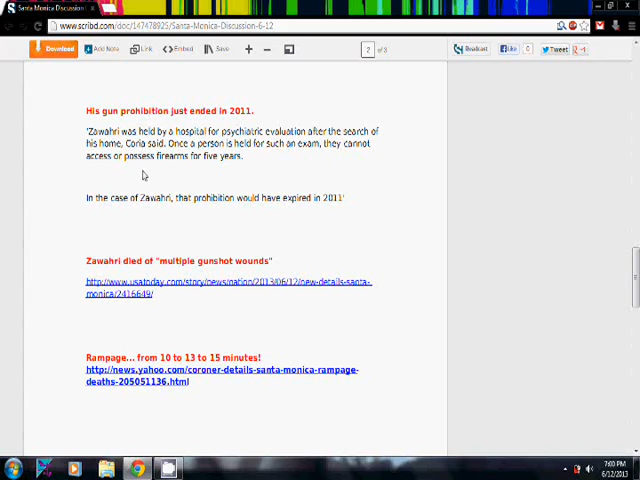 Santa Monica Discussion
www.scribd.com/doc/147478925/Santa-Monica-Discussion-6-12
Download Add Note Link Embed Save + − 2 of 3 Readcast Like 0 Tweet +1
His gun prohibition just ended in 2011.
'Zawahri was held by a hospital for psychiatric evaluation after the search of
his home, Coria said. Once a person is held for such an exam, they cannot
access or possess firearms for five years.
In the case of Zawahri, that prohibition would have expired in 2011'
Zawahri died of "multiple gunshot wounds"
http://www.usatoday.com/story/news/nation/2013/06/12/new-details-santa-
monica/2416649/
Rampage... from 10 to 13 to 15 minutes!
http://news.yahoo.com/coroner-details-santa-monica-rampage-
deaths-205051136.html
7:00 PM
6/12/2013